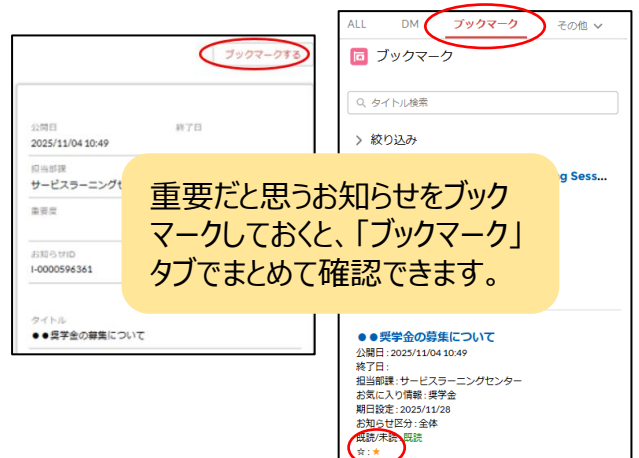 ブックマークする
公開日 終了日
2025/11/04 10:49
担当部課
サービスラーニング
重要度
お知らせID
I-0000596361
タイトル
●●奨学金の募集について
ALL DM ブックマーク その他
ブックマーク
タイトル検索
絞り込み
g Sess...
重要だと思うお知らせをブック
マークしておくと、「ブックマーク」
タブでまとめて確認できます。
●●奨学金の募集について
公開日：2025/11/04 10:49
終了日：
担当部課：サービスラーニングセンター
お気に入り情報：奨学金
期日設定：2025/11/28
お知らせ区分：全体
既読/未読：既読
☆：★